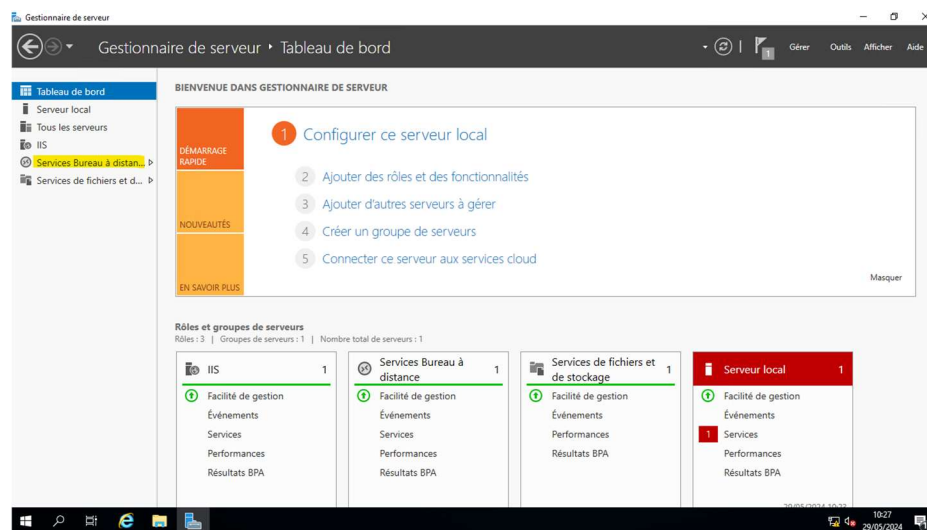 Gestionnaire de serveur
Gestionnaire de serveur ‣ Tableau de bord
1
Gérer Outils Afficher Aide
Tableau de bord
Serveur local
Tous les serveurs
IIS
Services Bureau à distan...
Services de fichiers et d...
BIENVENUE DANS GESTIONNAIRE DE SERVEUR
DÉMARRAGE
RAPIDE
NOUVEAUTÉS
EN SAVOIR PLUS
1 Configurer ce serveur local
2 Ajouter des rôles et des fonctionnalités
3 Ajouter d'autres serveurs à gérer
4 Créer un groupe de serveurs
5 Connecter ce serveur aux services cloud
Masquer
Rôles et groupes de serveurs
Rôles : 3 | Groupes de serveurs : 1 | Nombre total de serveurs : 1
IIS 1
Facilité de gestion
Événements
Services
Performances
Résultats BPA
Services Bureau à
distance 1
Facilité de gestion
Événements
Services
Performances
Résultats BPA
Services de fichiers et
de stockage 1
Facilité de gestion
Événements
Performances
Résultats BPA
Serveur local 1
Facilité de gestion
Événements
1 Services
Performances
Résultats BPA
29/05/2024 10:23
10:27
29/05/2024